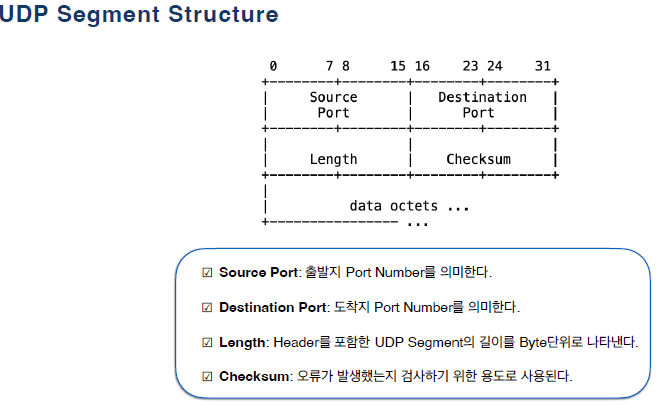 UDP Segment Structure
0 7 8 15 16 23 24 31
Source Destination
Port Port
Length Checksum
data octets ...
...
☑ Source Port: 출발지 Port Number를 의미한다.
☑ Destination Port: 도착지 Port Number를 의미한다.
☑ Length: Header를 포함한 UDP Segment의 길이를 Byte단위로 나타낸다.
☑ Checksum: 오류가 발생했는지 검사하기 위한 용도로 사용된다.